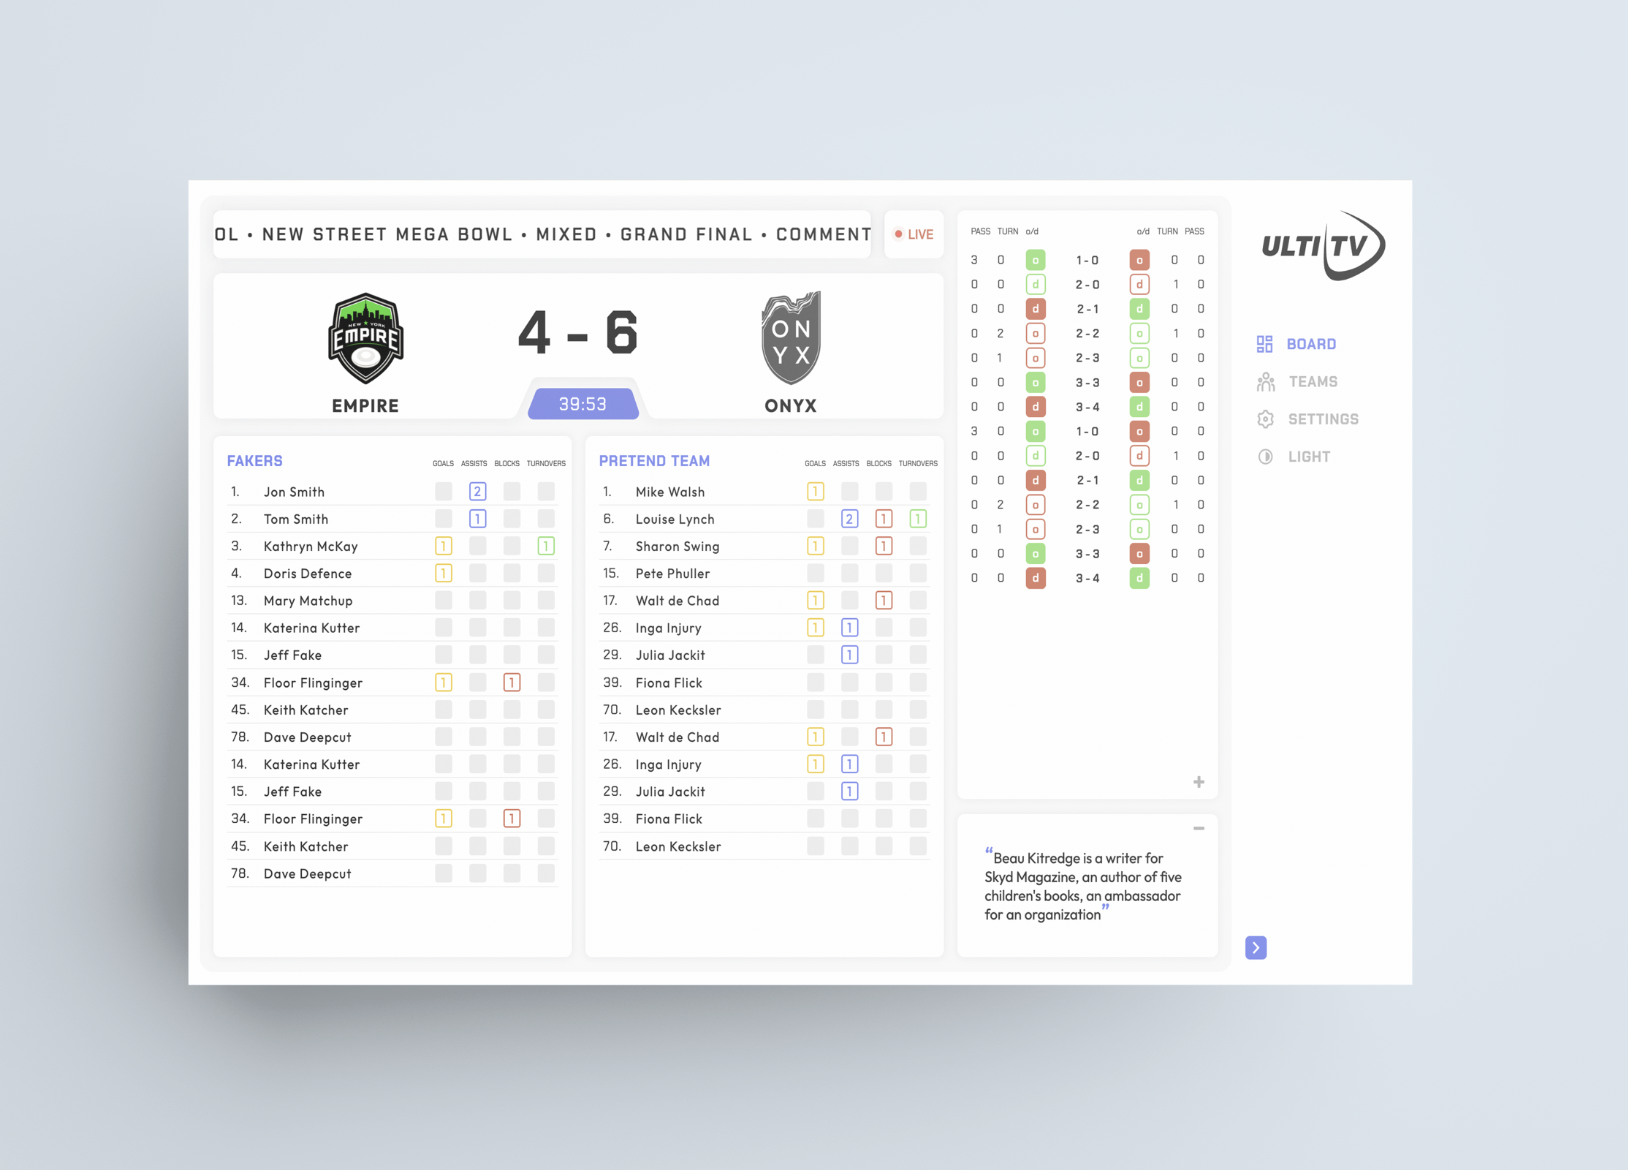 OL • NEW STREET MEGA BOWL • MIXED • GRAND FINAL • COMMENT
LIVE
NEW YORK
EMPIRE
4 - 6
ON
YX
EMPIRE
39:53
ONYX
FAKERS GOALS ASSISTS BLOCKS TURNOVERS
1. Jon Smith 2
2. Tom Smith 1
3. Kathryn McKay 1 1
4. Doris Defence 1
13. Mary Matchup
14. Katerina Kutter
15. Jeff Fake
34. Floor Flinginger 1 1
45. Keith Katcher
78. Dave Deepcut
14. Katerina Kutter
15. Jeff Fake
34. Floor Flinginger 1 1
45. Keith Katcher
78. Dave Deepcut
PRETEND TEAM GOALS ASSISTS BLOCKS TURNOVERS
1. Mike Walsh 1
6. Louise Lynch 2 1 1
7. Sharon Swing 1 1
15. Pete Phuller
17. Walt de Chad 1 1
26. Inga Injury 1 1
29. Julia Jackit 1
39. Fiona Flick
70. Leon Kecksler
17. Walt de Chad 1 1
26. Inga Injury 1 1
29. Julia Jackit 1
39. Fiona Flick
70. Leon Kecksler
PASS TURN o/d o/d TURN PASS
3 0 o 1 - 0 o 0 0
0 0 d 2 - 0 d 1 0
0 0 d 2 - 1 d 0 0
0 2 o 2 - 2 o 1 0
0 1 o 2 - 3 o 0 0
0 0 o 3 - 3 o 0 0
0 0 d 3 - 4 d 0 0
3 0 o 1 - 0 o 0 0
0 0 d 2 - 0 d 1 0
0 0 d 2 - 1 d 0 0
0 2 o 2 - 2 o 1 0
0 1 o 2 - 3 o 0 0
0 0 o 3 - 3 o 0 0
0 0 d 3 - 4 d 0 0
+
−
“Beau Kitredge is a writer for
Skyd Magazine, an author of five
children's books, an ambassador
for an organization”
ULTI TV
BOARD
TEAMS
SETTINGS
LIGHT